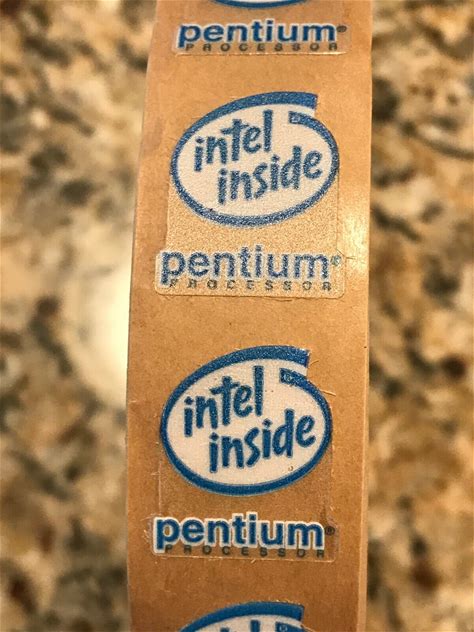 pentium®
PROCESSOR
intel
inside
pentium®
PROCESSOR
intel
inside
pentium®
PROCESSOR